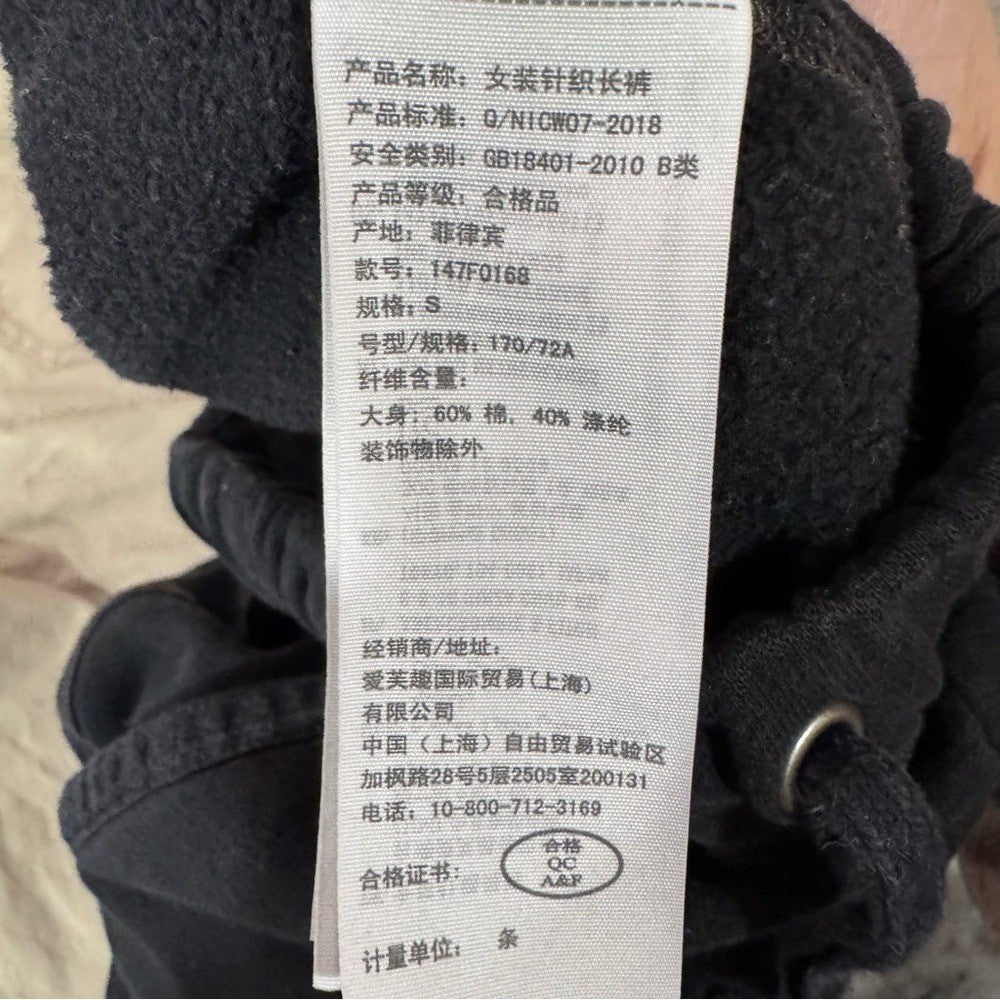 产品名称：女装针织长裤
产品标准：Q/NICW07-2018
安全类别：GB18401-2010 B类
产品等级：合格品
产地：菲律宾
款号：147F0168
规格：S
号型/规格：170/72A
纤维含量：
大身：60% 棉，40% 涤纶
装饰物除外
经销商/地址：
爱芙趣国际贸易(上海)
有限公司
中国（上海）自由贸易试验区
加枫路28号5层2505室200131
电话：10-800-712-3169
合格证书：
合格
QC
A&F
计量单位： 条